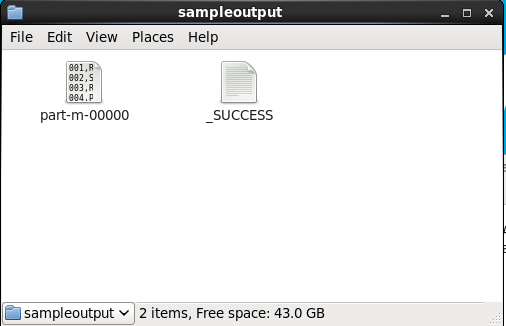 sampleoutput
File Edit View Places Help
001,R
002,S
003,R
004,P
part-m-00000
_SUCCESS
sampleoutput 2 items, Free space: 43.0 GB